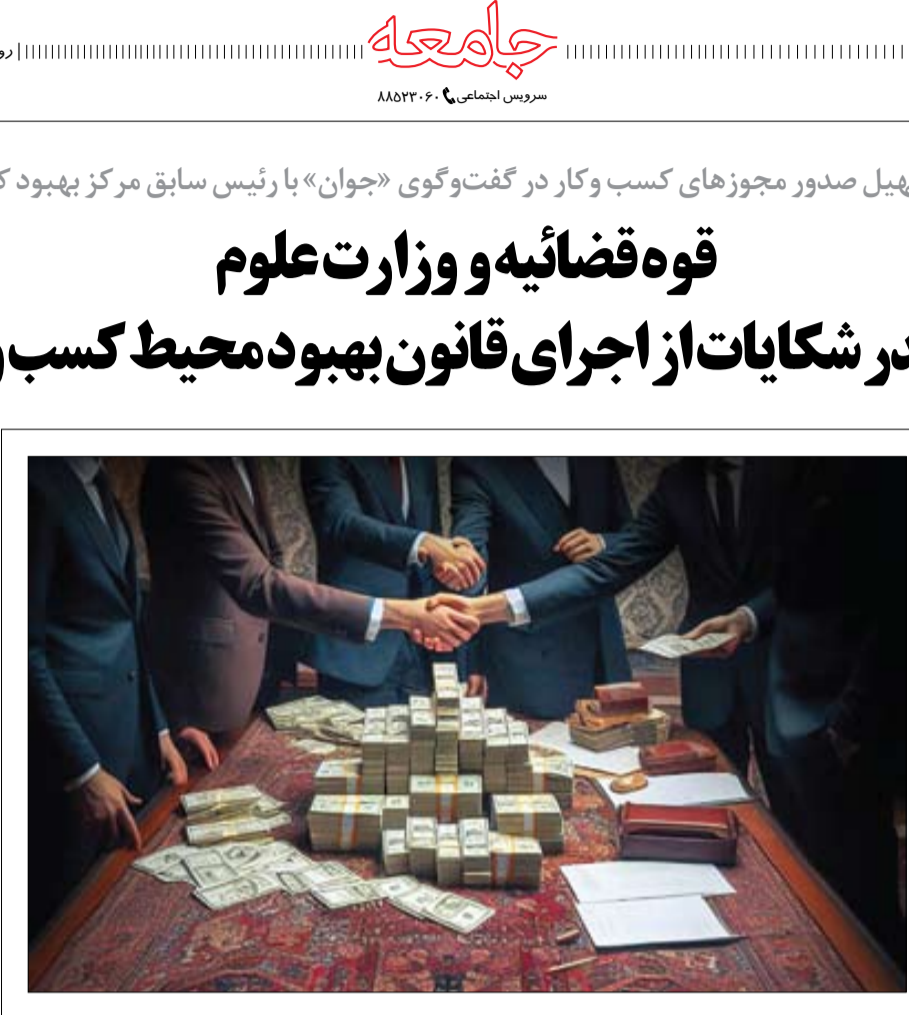 جامعه
سرویس اجتماعی ۸۸۵۲۳۰۶۰
صدور مجوزهای کسب وکار در گفت‌وگوی «جوان» با رئیس سابق مرکز بهبود
قوه قضائیه و وزارت علوم
شکایات از اجرای قانون بهبود محیط کسب